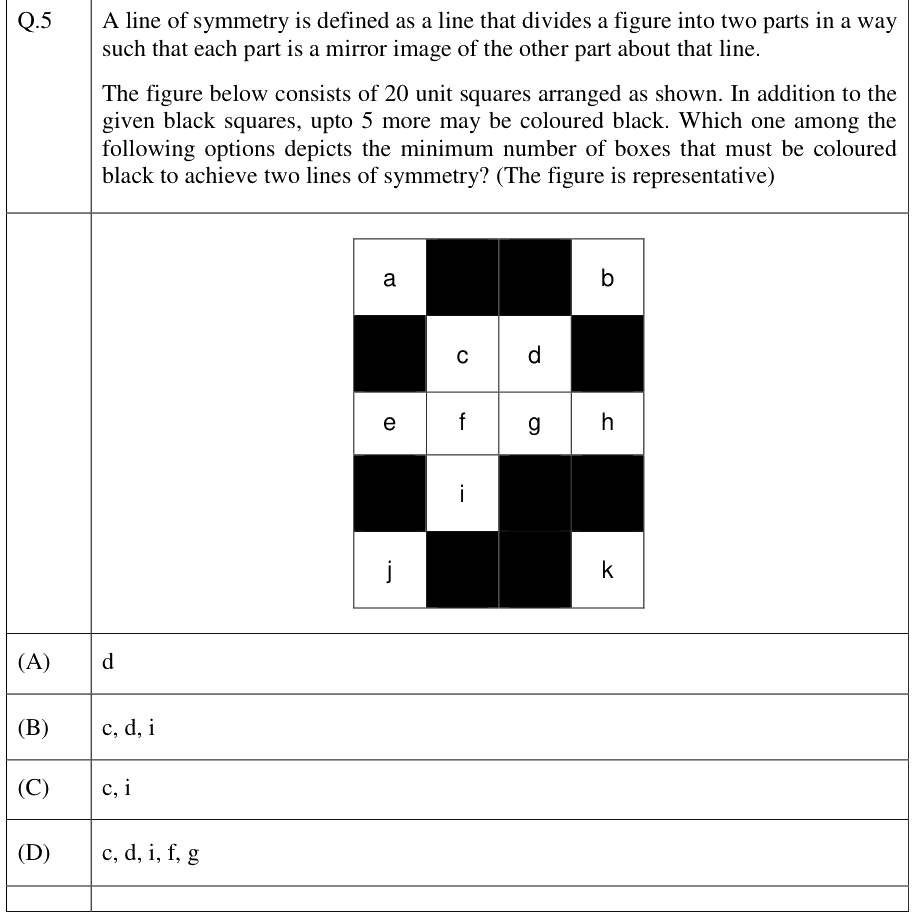 Q.5
A line of symmetry is defined as a line that divides a figure into two parts in a way
such that each part is a mirror image of the other part about that line.
The figure below consists of 20 unit squares arranged as shown. In addition to the
given black squares, upto 5 more may be coloured black. Which one among the
following options depicts the minimum number of boxes that must be coloured
black to achieve two lines of symmetry? (The figure is representative)
a b
c d
e f g h
i
j k
(A) d
(B) c, d, i
(C) c, i
(D) c, d, i, f, g